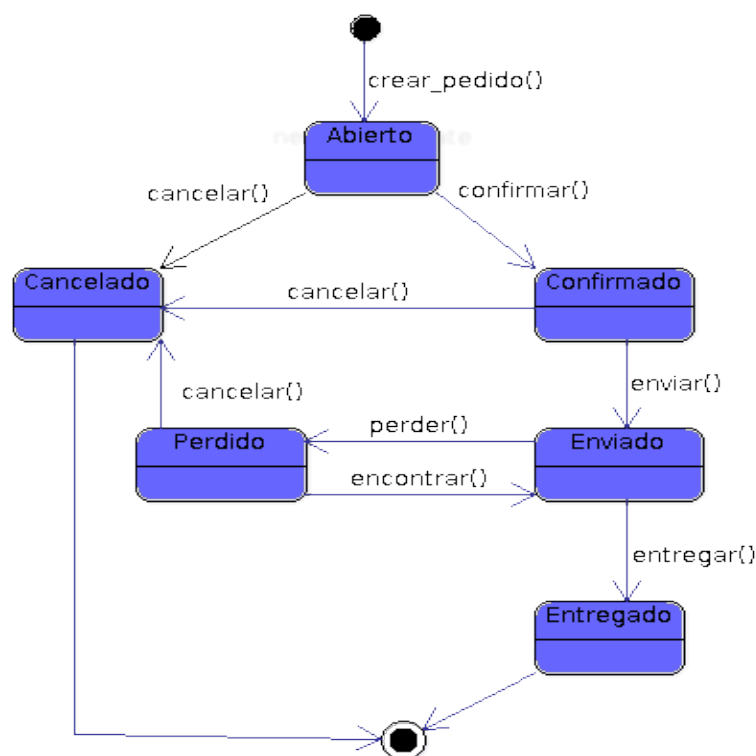 crear_pedido()
Abierto
cancelar()
confirmar()
Cancelado
cancelar()
Confirmado
cancelar()
enviar()
Perdido
perder()
Enviado
encontrar()
entregar()
Entregado